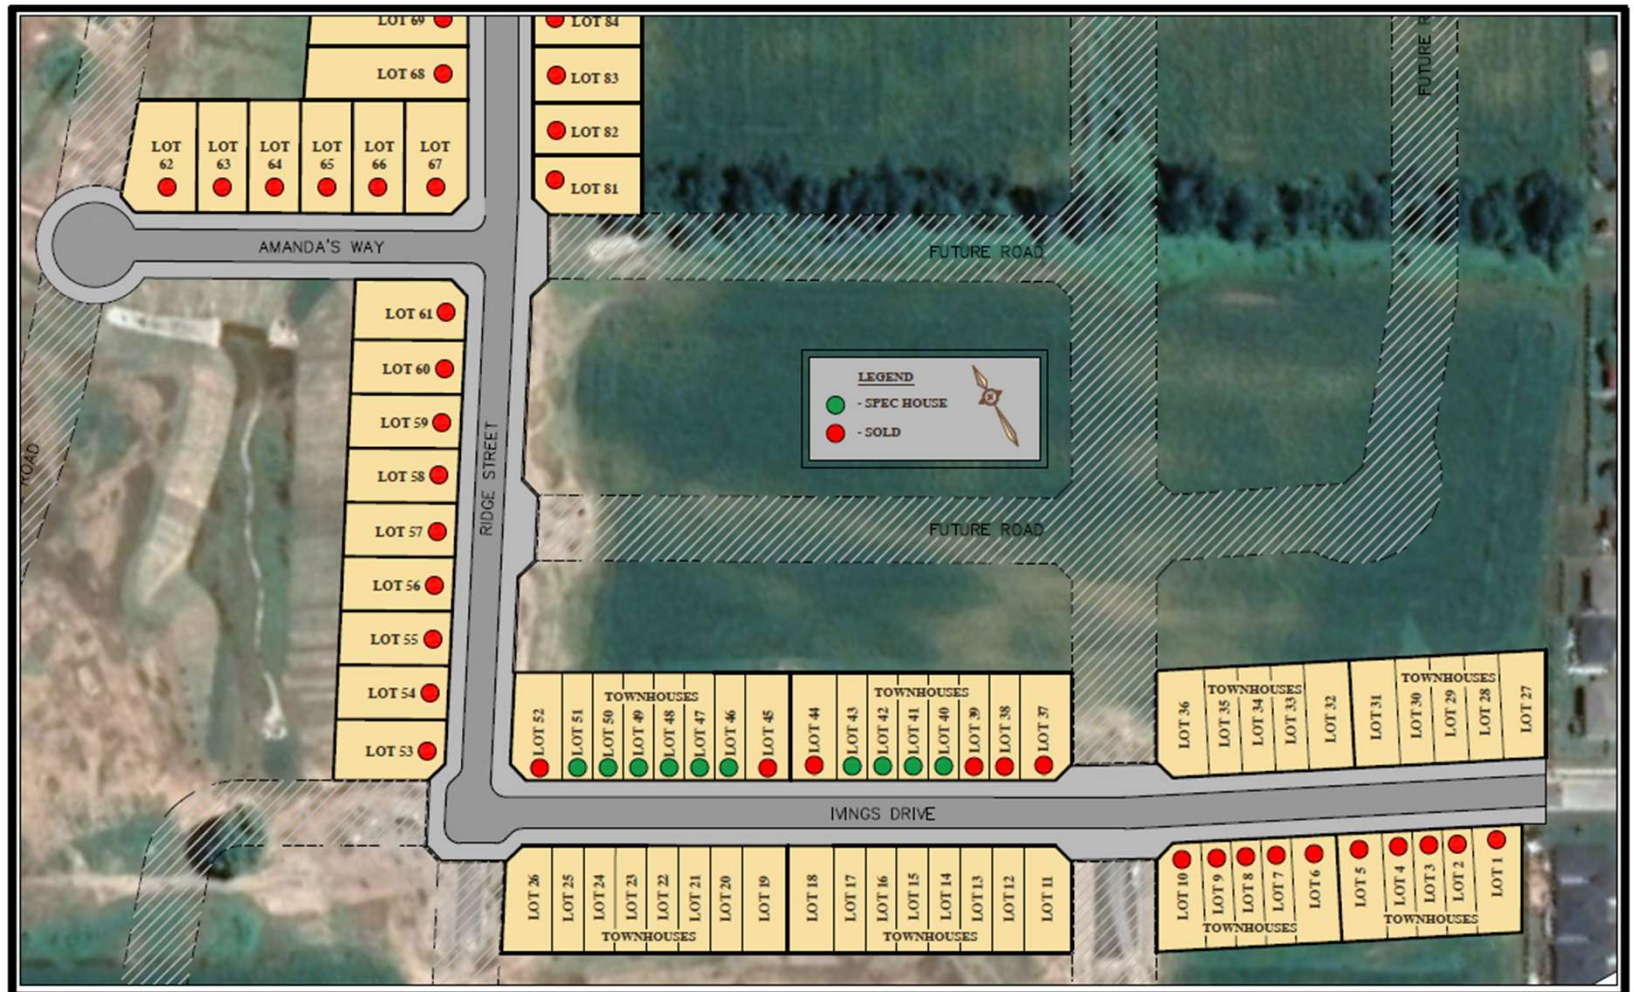 LOT 69
LOT 84
LOT 68
LOT 83
LOT 82
LOT 81
LOT
62
LOT
63
LOT
64
LOT
65
LOT
66
LOT
67
FUTURE R
AMANDA'S WAY
FUTURE ROAD
LOT 61
LOT 60
LOT 59
LOT 58
LOT 57
LOT 56
LOT 55
LOT 54
LOT 53
ROAD
RIDGE STREET
LEGEND
- SPEC HOUSE
- SOLD
N
FUTURE ROAD
TOWNHOUSES
LOT 52
LOT 51
LOT 50
LOT 49
LOT 48
LOT 47
LOT 46
LOT 45
TOWNHOUSES
LOT 44
LOT 43
LOT 42
LOT 41
LOT 40
LOT 39
LOT 38
LOT 37
TOWNHOUSES
LOT 36
LOT 35
LOT 34
LOT 33
LOT 32
TOWNHOUSES
LOT 31
LOT 30
LOT 29
LOT 28
LOT 27
IVINGS DRIVE
LOT 26
LOT 25
LOT 24
LOT 23
LOT 22
LOT 21
LOT 20
LOT 19
TOWNHOUSES
LOT 18
LOT 17
LOT 16
LOT 15
LOT 14
LOT 13
LOT 12
LOT 11
TOWNHOUSES
LOT 10
LOT 9
LOT 8
LOT 7
LOT 6
TOWNHOUSES
LOT 5
LOT 4
LOT 3
LOT 2
LOT 1
TOWNHOUSES